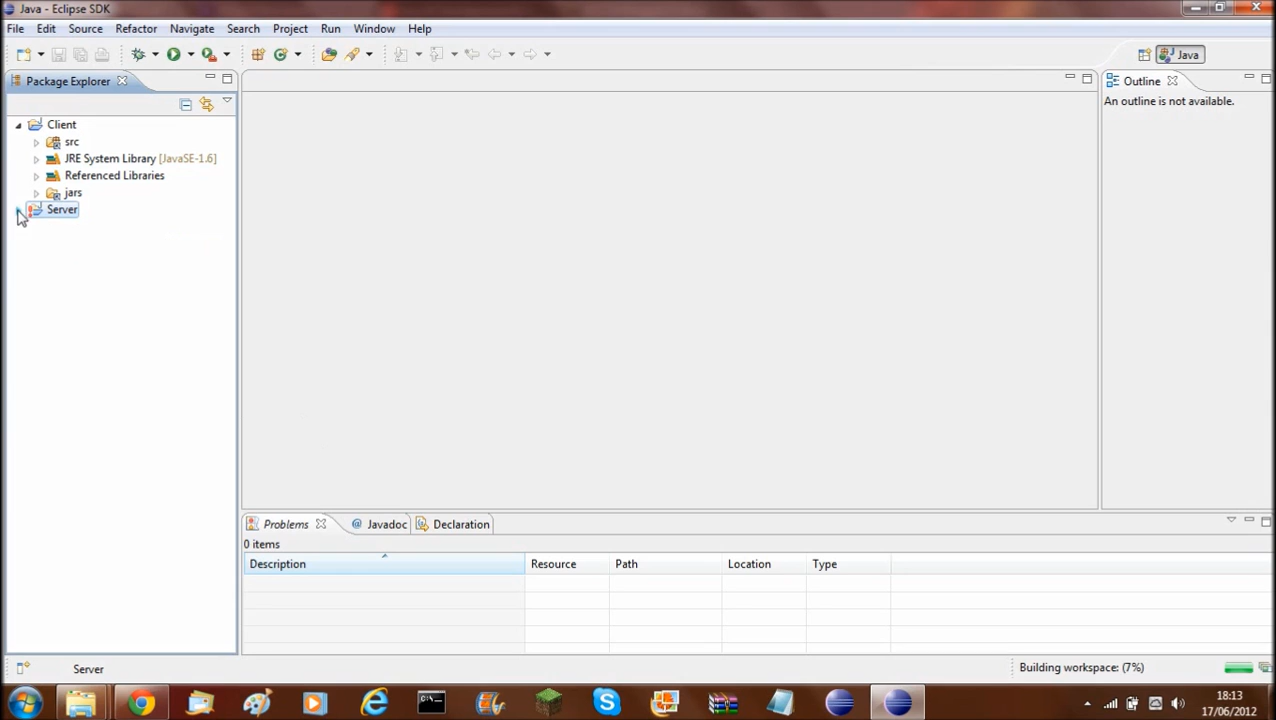 Java - Eclipse SDK
File Edit Source Refactor Navigate Search Project Run Window Help
Java
Package Explorer
Outline
An outline is not available.
Client
src
JRE System Library [JavaSE-1.6]
Referenced Libraries
jars
Server
Problems @ Javadoc Declaration
0 items
Description Resource Path Location Type
Server
Building workspace: (7%)
18:13
17/06/2012